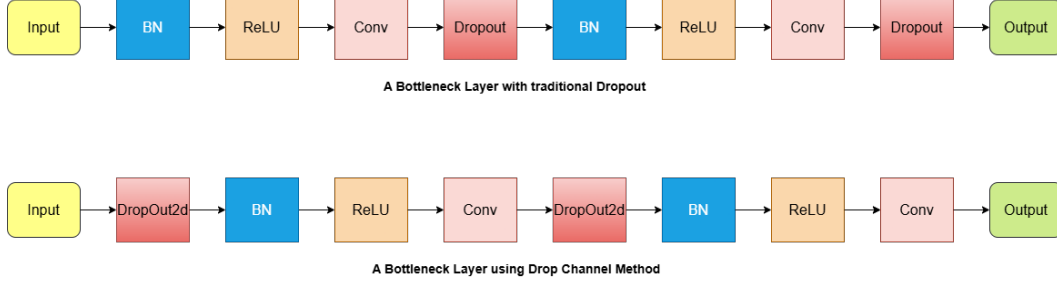 Input BN ReLU Conv Dropout BN ReLU Conv Dropout Output
A Bottleneck Layer with traditional Dropout
Input DropOut2d BN ReLU Conv DropOut2d BN ReLU Conv Output
A Bottleneck Layer using Drop Channel Method